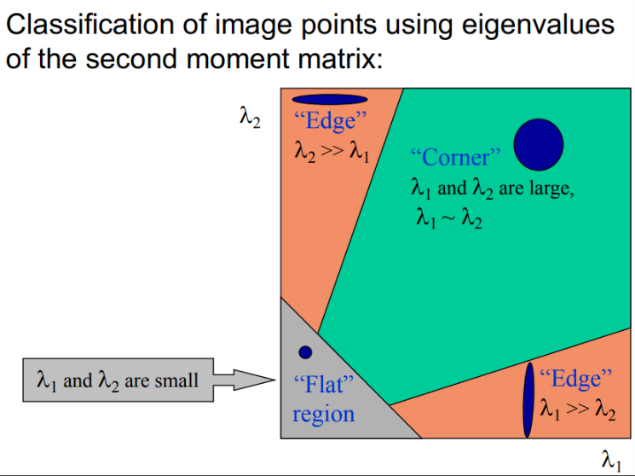 Classification of image points using eigenvalues
of the second moment matrix:
λ₂
“Edge”
λ₂ >> λ₁
“Corner”
λ₁ and λ₂ are large,
λ₁ ~ λ₂
λ₁ and λ₂ are small
“Flat”
region
“Edge”
λ₁ >> λ₂
λ₁